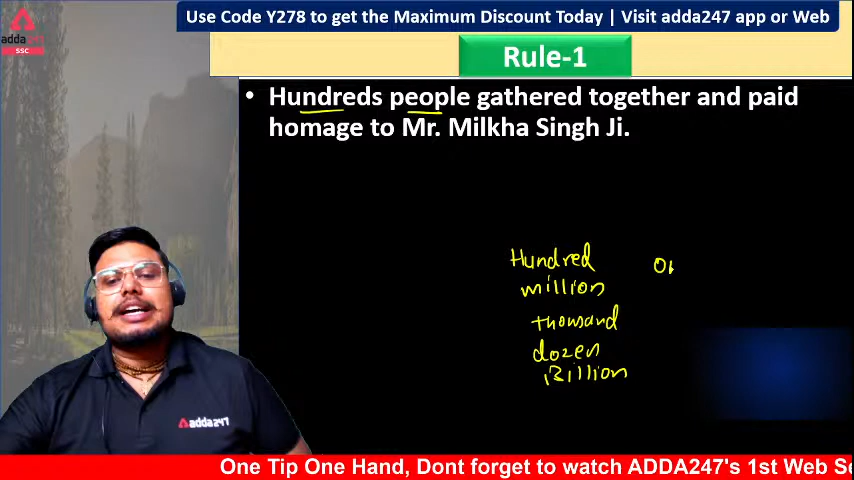 Use Code Y278 to get the Maximum Discount Today | Visit adda247 app or Web
adda247
SSC
Rule-1
• Hundreds people gathered together and paid
homage to Mr. Milkha Singh Ji.
Hundred
million
thousand
dozen
Billion
adda247
One Tip One Hand, Dont forget to watch ADDA247's 1st Web Se